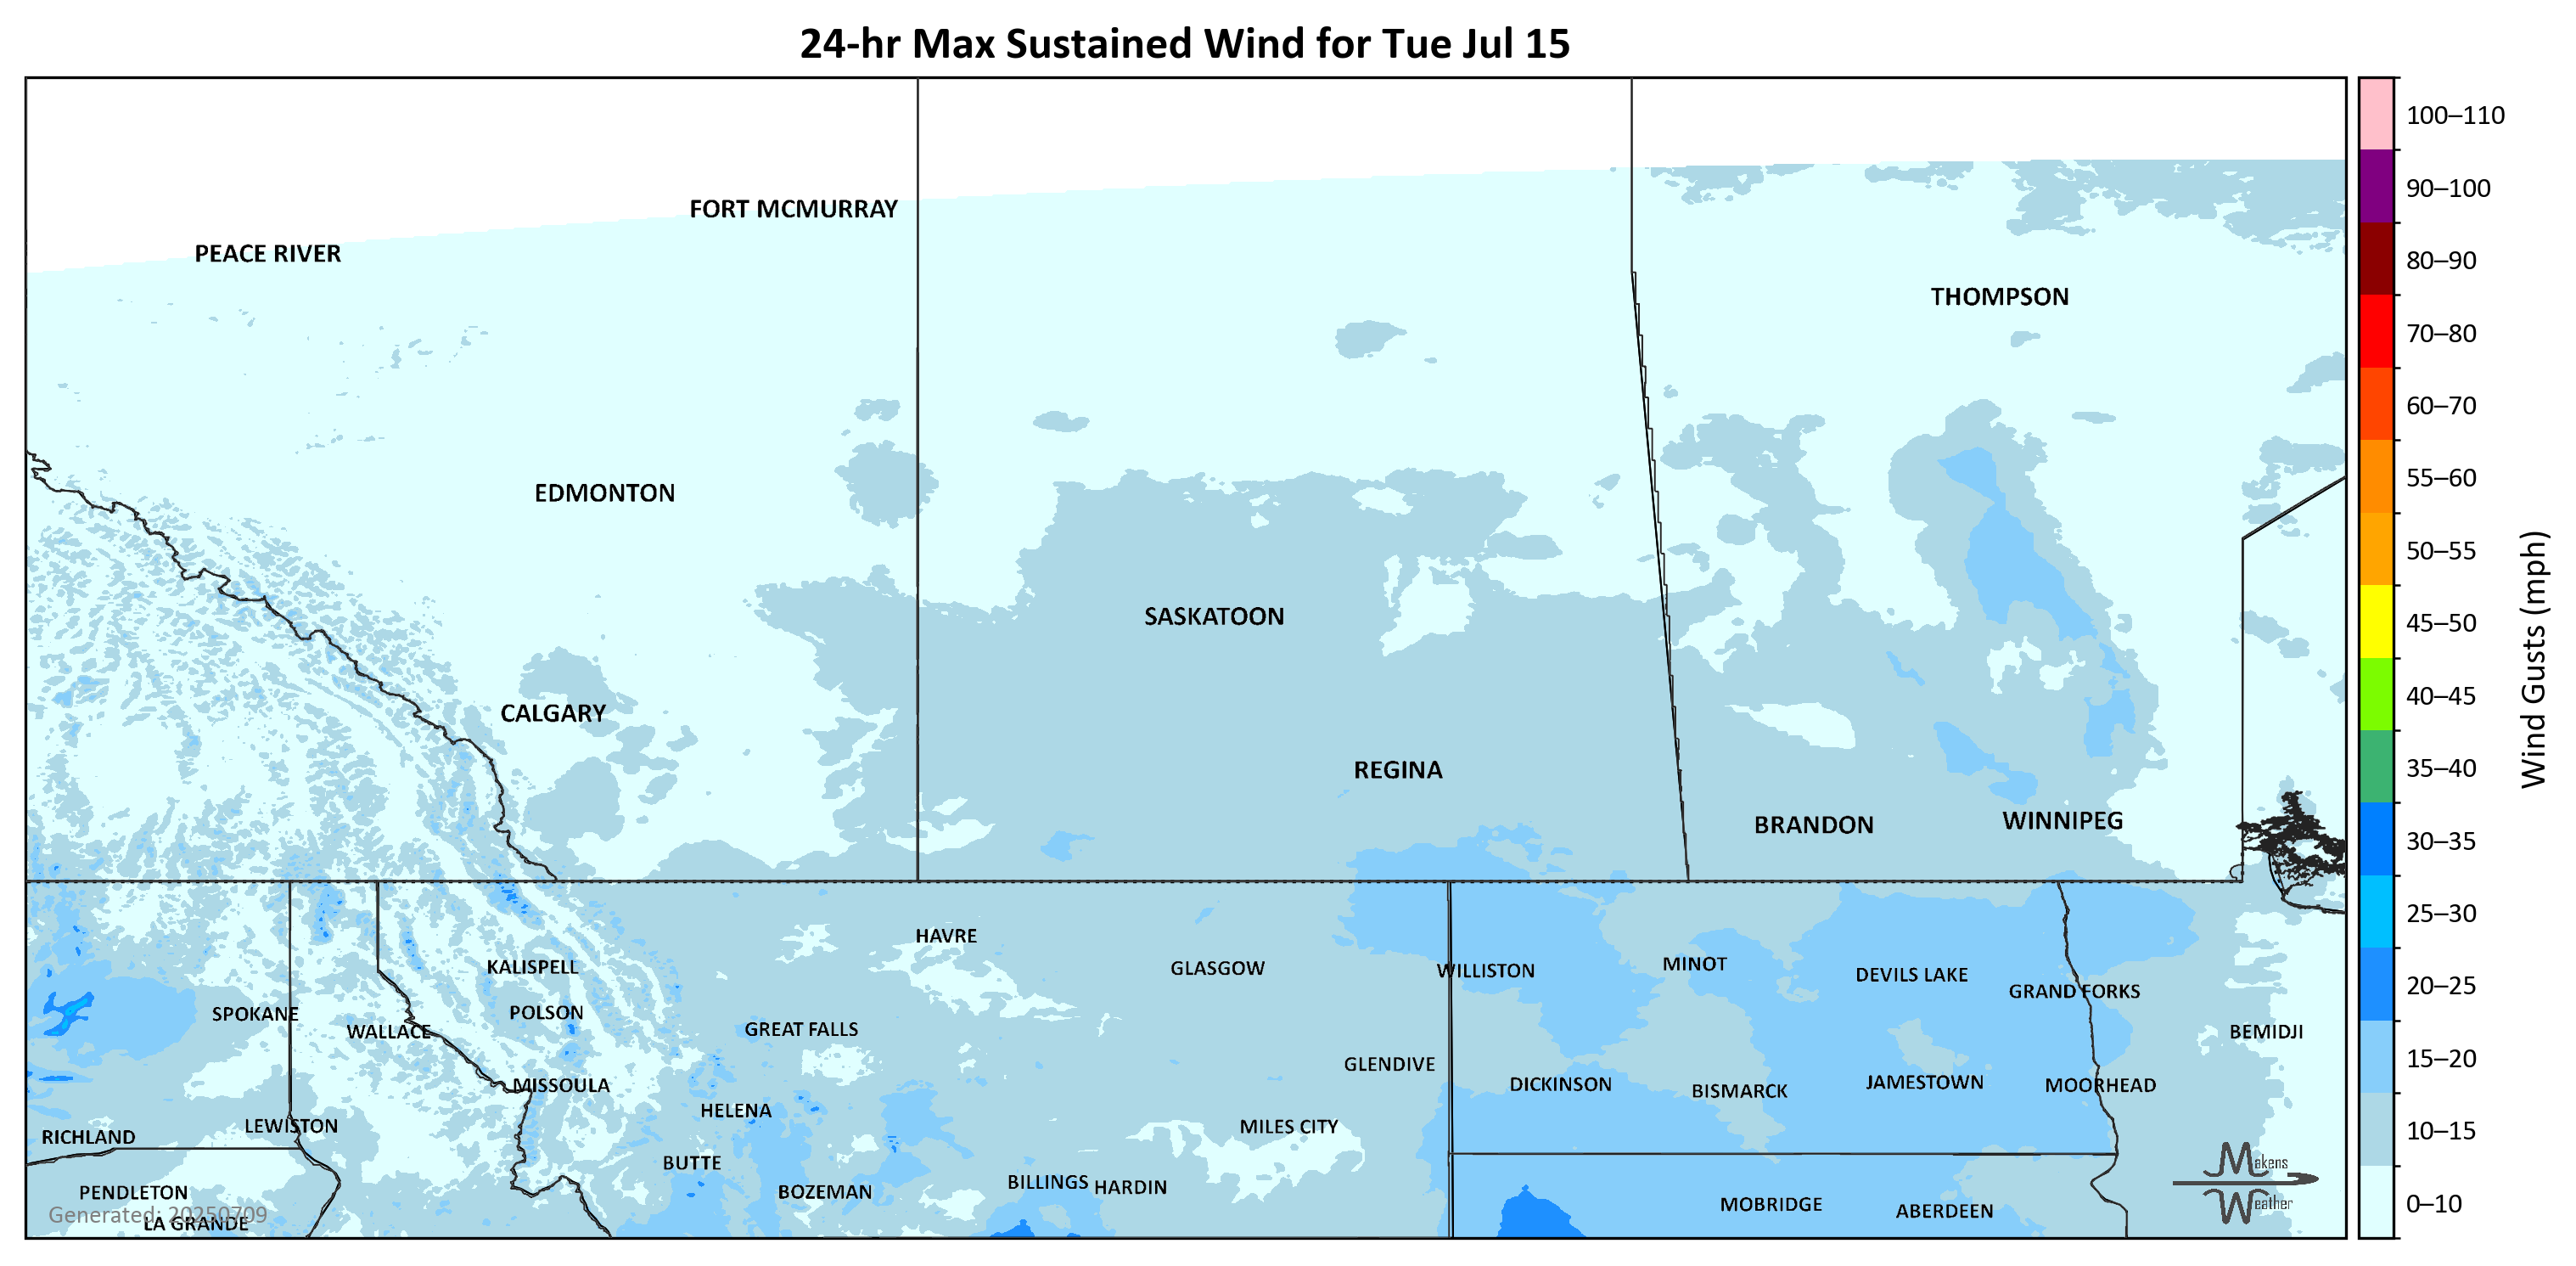 24-hr Max Sustained Wind for Tue Jul 15
100–110
90–100
80–90
70–80
60–70
55–60
50–55
45–50
40–45
35–40
30–35
25–30
20–25
15–20
10–15
0–10
Wind Gusts (mph)
FORT MCMURRAY
PEACE RIVER
THOMPSON
EDMONTON
SASKATOON
CALGARY
REGINA
BRANDON
WINNIPEG
HAVRE
KALISPELL
GLASGOW
WILLISTON
MINOT
DEVILS LAKE
GRAND FORKS
SPOKANE
POLSON
WALLACE
GREAT FALLS
BEMIDJI
GLENDIVE
MISSOULA
DICKINSON
BISMARCK
JAMESTOWN
MOORHEAD
HELENA
LEWISTON
MILES CITY
RICHLAND
BUTTE
BILLINGS
HARDIN
PENDLETON
BOZEMAN
MOBRIDGE
ABERDEEN
LA GRANDE
Generated: 20250709
Makens
Weather